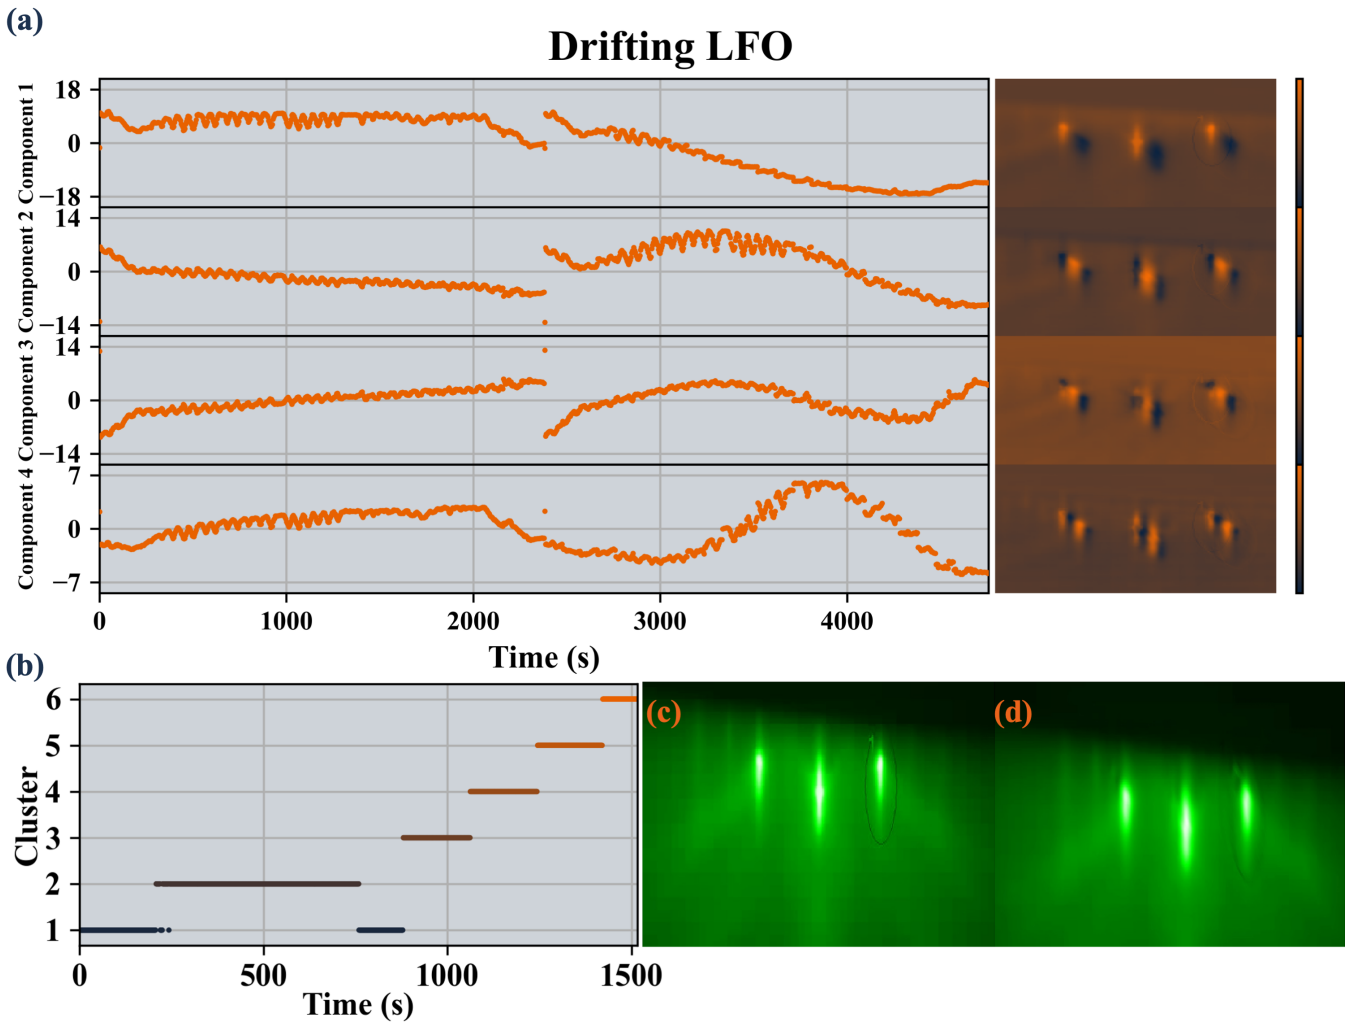 (a)
Drifting LFO
Component 1
18
0
−18
Component 2
14
0
−14
Component 3
14
0
−14
Component 4
7
0
−7
0 1000 2000 3000 4000
Time (s)
(b)
Cluster
6
5
4
3
2
1
0 500 1000 1500
Time (s)
(c)
(d)